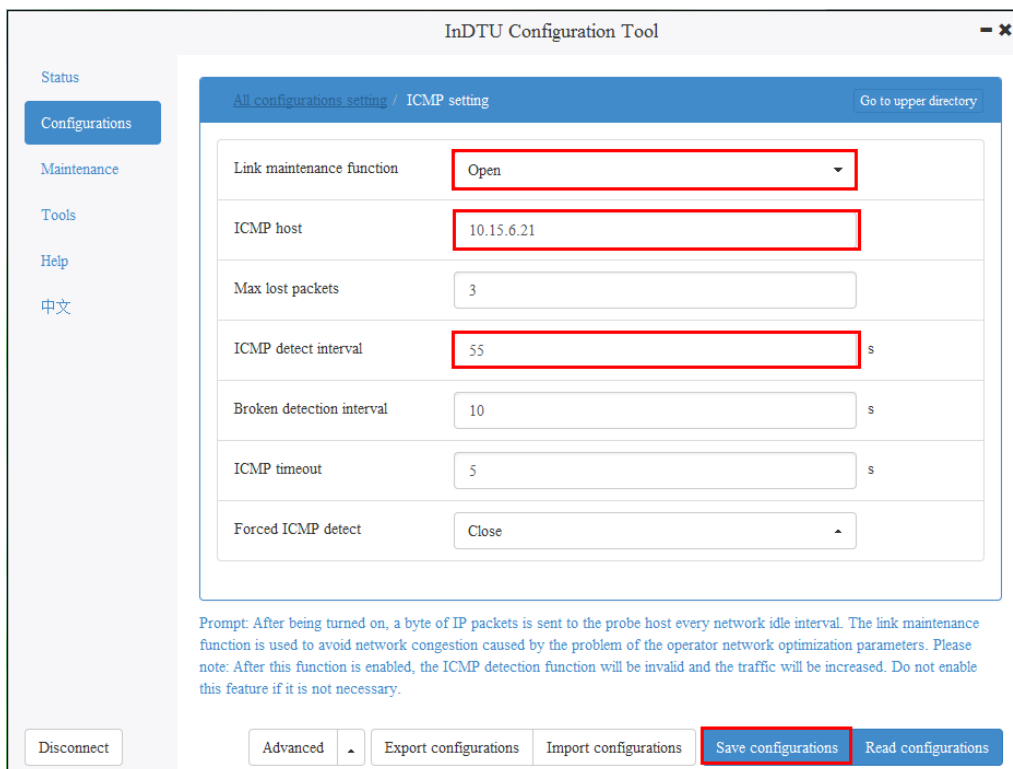 InDTU Configuration Tool
Status
Configurations
Maintenance
Tools
Help
中文
All configurations setting / ICMP setting
Go to upper directory
Link maintenance function Open
ICMP host 10.15.6.21
Max lost packets 3
ICMP detect interval 55 s
Broken detection interval 10 s
ICMP timeout 5 s
Forced ICMP detect Close
Prompt: After being turned on, a byte of IP packets is sent to the probe host every network idle interval. The link maintenance
function is used to avoid network congestion caused by the problem of the operator network optimization parameters. Please
note: After this function is enabled, the ICMP detection function will be invalid and the traffic will be increased. Do not enable
this feature if it is not necessary.
Disconnect Advanced Export configurations Import configurations Save configurations Read configurations